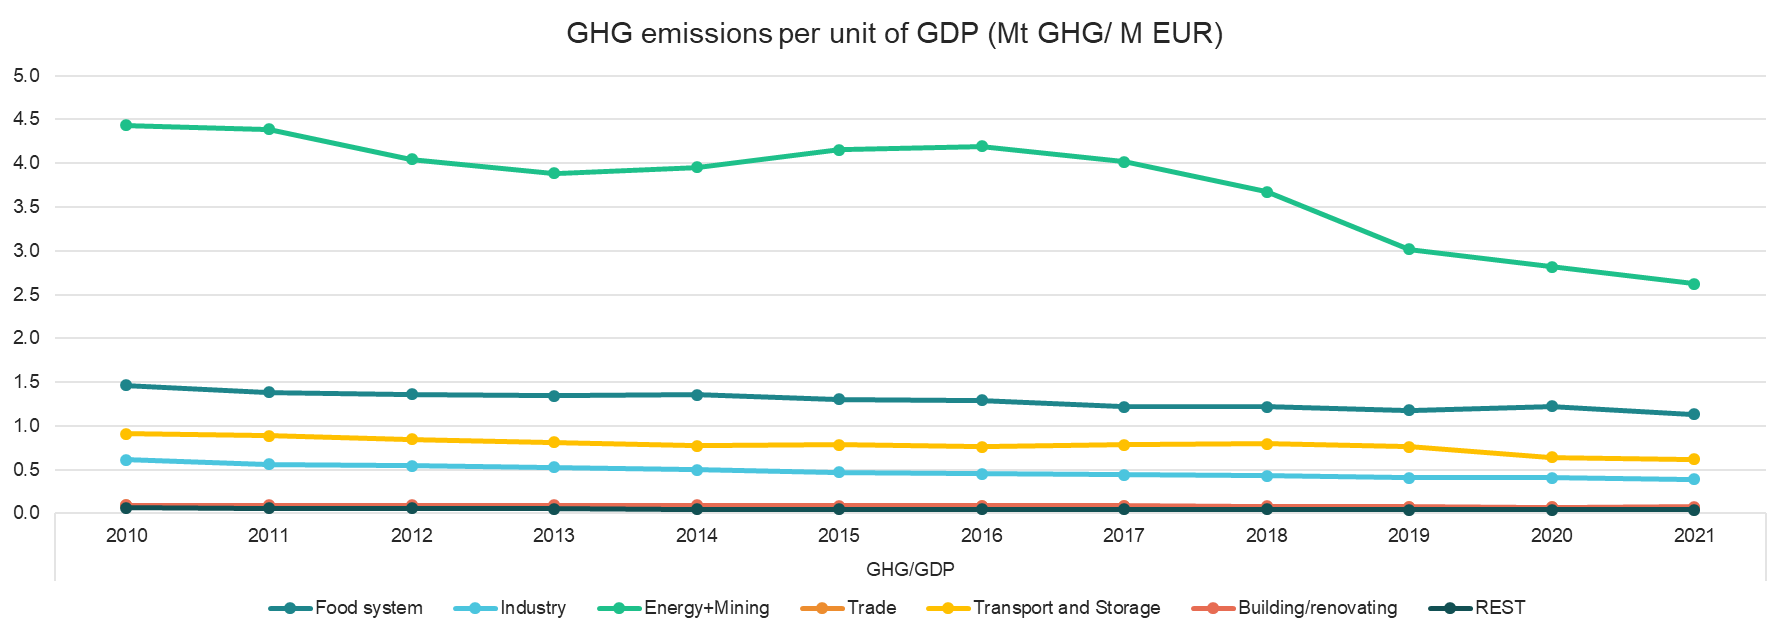 GHG emissions per unit of GDP (Mt GHG/ M EUR)
5.0
4.5
4.0
3.5
3.0
2.5
2.0
1.5
1.0
0.5
0.0
2010 2011 2012 2013 2014 2015 2016 2017 2018 2019 2020 2021
GHG/GDP
Food system Industry Energy+Mining Trade Transport and Storage Building/renovating REST